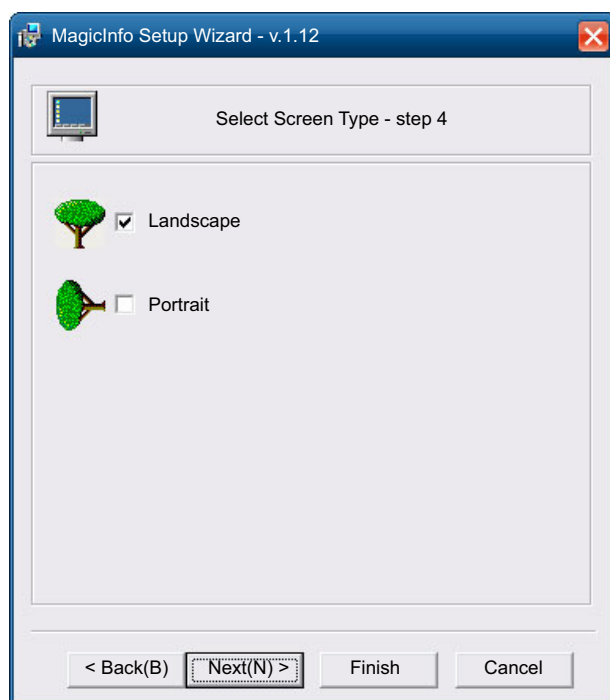 MagicInfo Setup Wizard - v.1.12
Select Screen Type - step 4
Landscape
Portrait
< Back(B) Next(N) > Finish Cancel